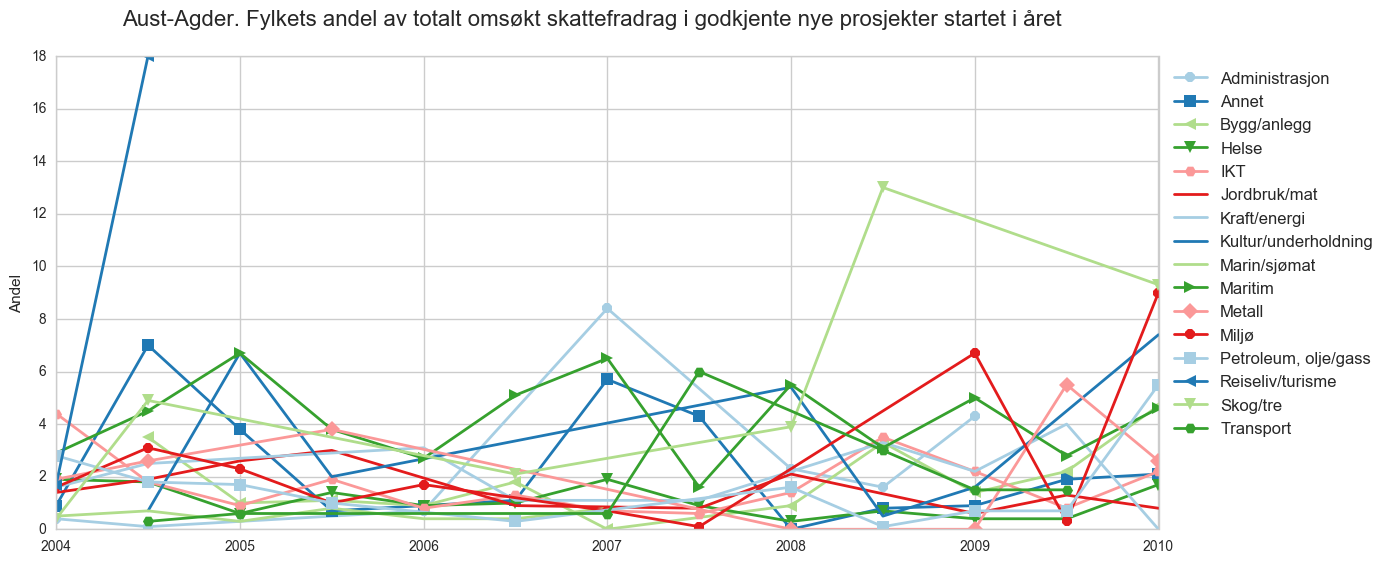 Aust-Agder. Fylkets andel av totalt omsøkt skattefradrag i godkjente nye prosjekter startet i året
Andel
18
16
14
12
10
8
6
4
2
0
2004 2005 2006 2007 2008 2009 2010
Administrasjon
Annet
Bygg/anlegg
Helse
IKT
Jordbruk/mat
Kraft/energi
Kultur/underholdning
Marin/sjømat
Maritim
Metall
Miljø
Petroleum, olje/gass
Reiseliv/turisme
Skog/tre
Transport